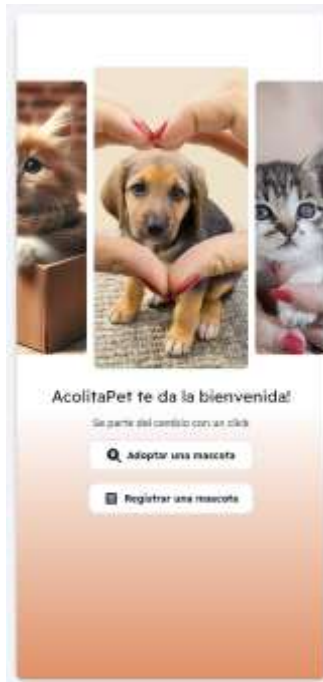 AcolitaPet te da la bienvenida!
Se parte del cambio con un click
Adoptar una mascota
Registrar una mascota